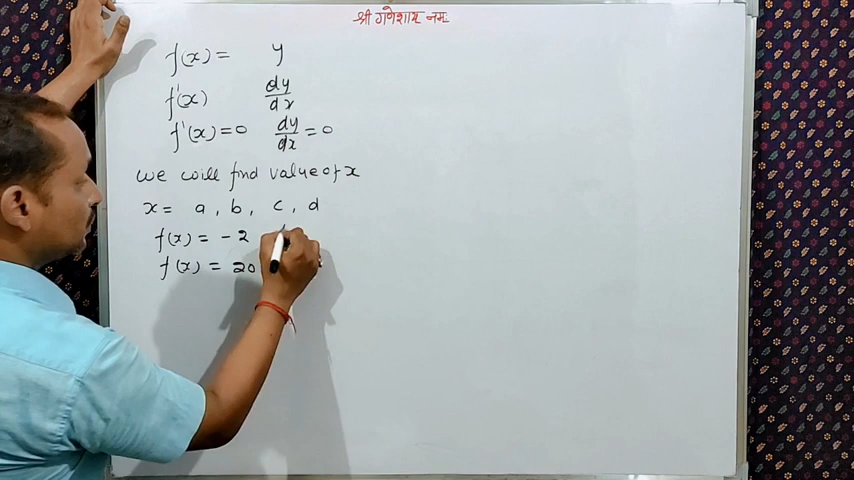 श्री गणेशाय नम
f(x) = y
f'(x) dy/dx
f'(x) = 0 dy/dx = 0
we will find value of x
x = a, b, c, d
f(x) = -2
f(x) = 20